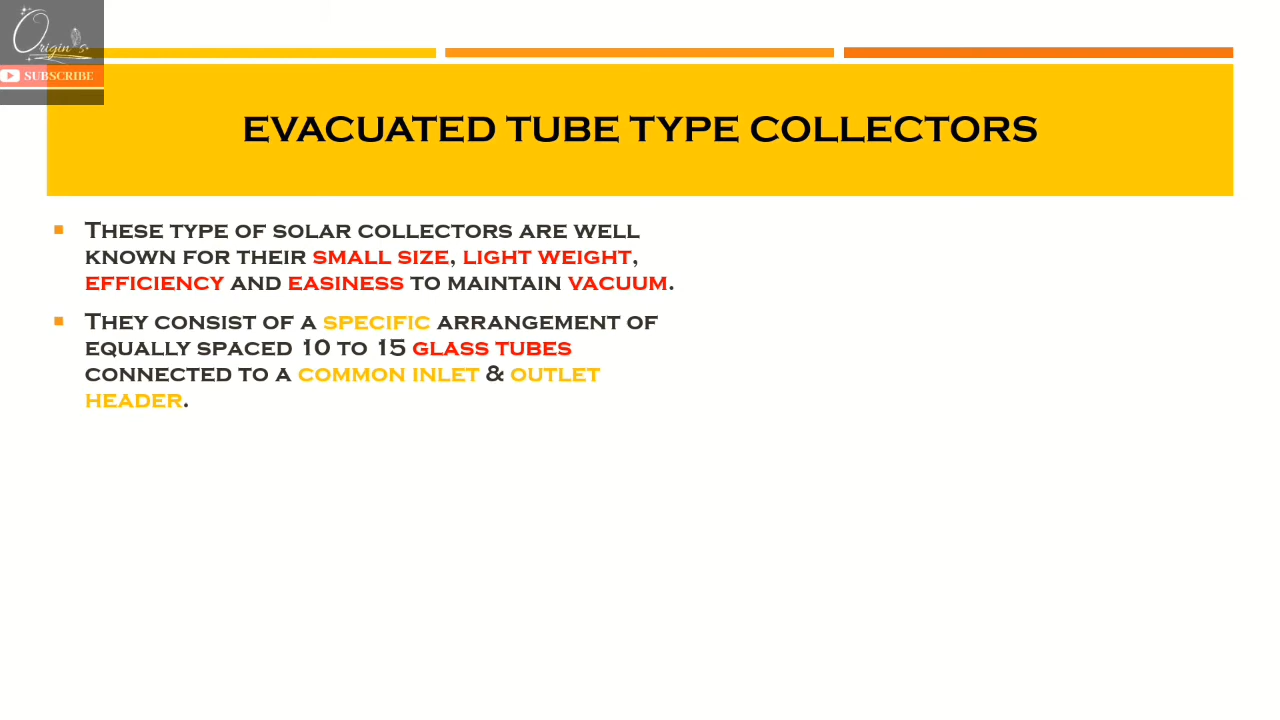 Origin's
SUBSCRIBE
EVACUATED TUBE TYPE COLLECTORS
These type of solar collectors are well
known for their small size, light weight,
efficiency and easiness to maintain vacuum.
They consist of a specific arrangement of
equally spaced 10 to 15 glass tubes
connected to a common inlet & outlet
header.